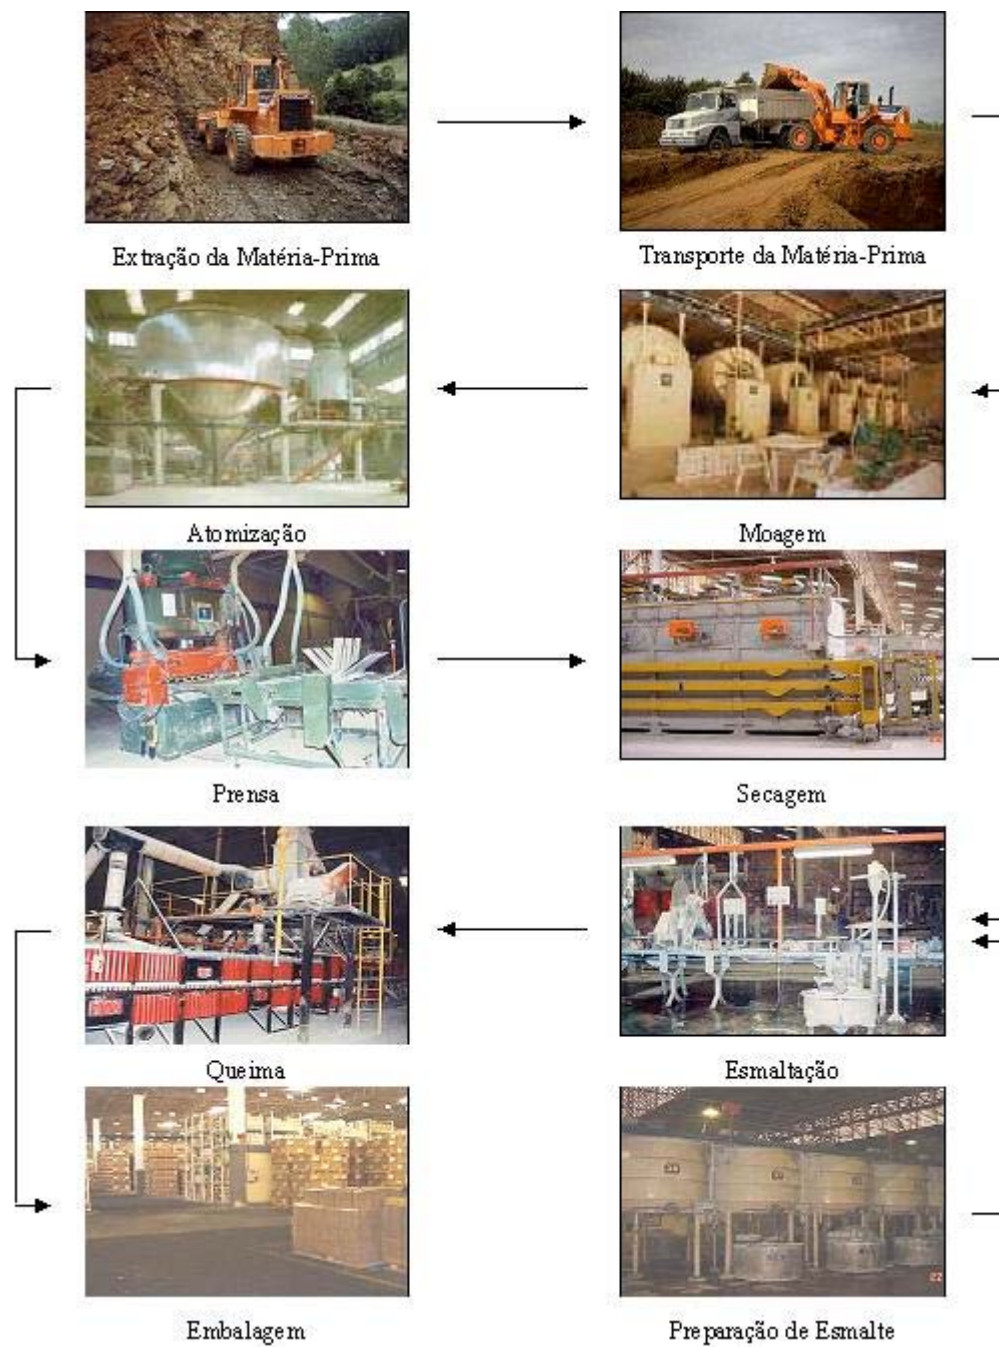 Extração da Matéria-Prima
Transporte da Matéria-Prima
Atomização
Moagem
Prensa
Secagem
Queima
Esmaltação
Embalagem
Preparação de Esmalte